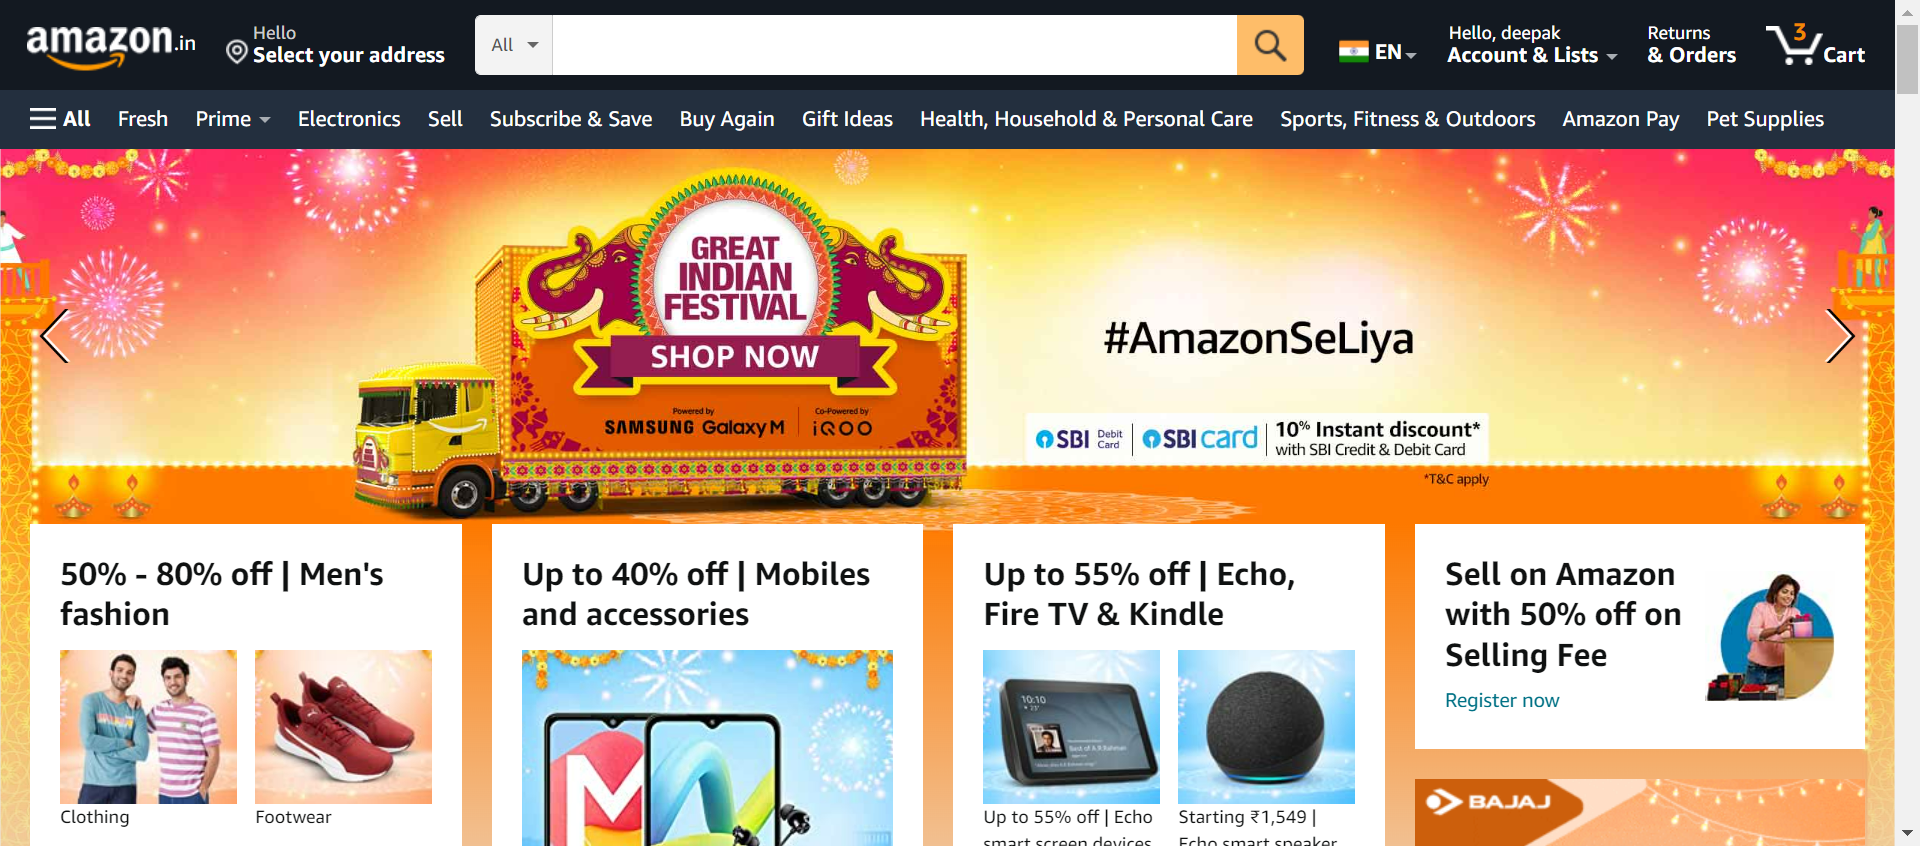 amazon.in
Hello
Select your address
All
EN
Hello, deepak
Account & Lists
Returns
& Orders
3
Cart
All Fresh Prime Electronics Sell Subscribe & Save Buy Again Gift Ideas Health, Household & Personal Care Sports, Fitness & Outdoors Amazon Pay Pet Supplies
GREAT
INDIAN
FESTIVAL
SHOP NOW
Powered by
SAMSUNG Galaxy M
Co-Powered by
iQOO
#AmazonSeLiya
SBI Debit Card
SBI card
10% Instant discount*
with SBI Credit & Debit Card
*T&C apply
50% - 80% off | Men's
fashion
Clothing
Footwear
Up to 40% off | Mobiles
and accessories
Up to 55% off | Echo,
Fire TV & Kindle
10:10
Best of A.R.Rahman
Up to 55% off | Echo
smart screen devices
Starting ₹1,549 |
Echo smart speaker
Sell on Amazon
with 50% off on
Selling Fee
Register now
BAJAJ